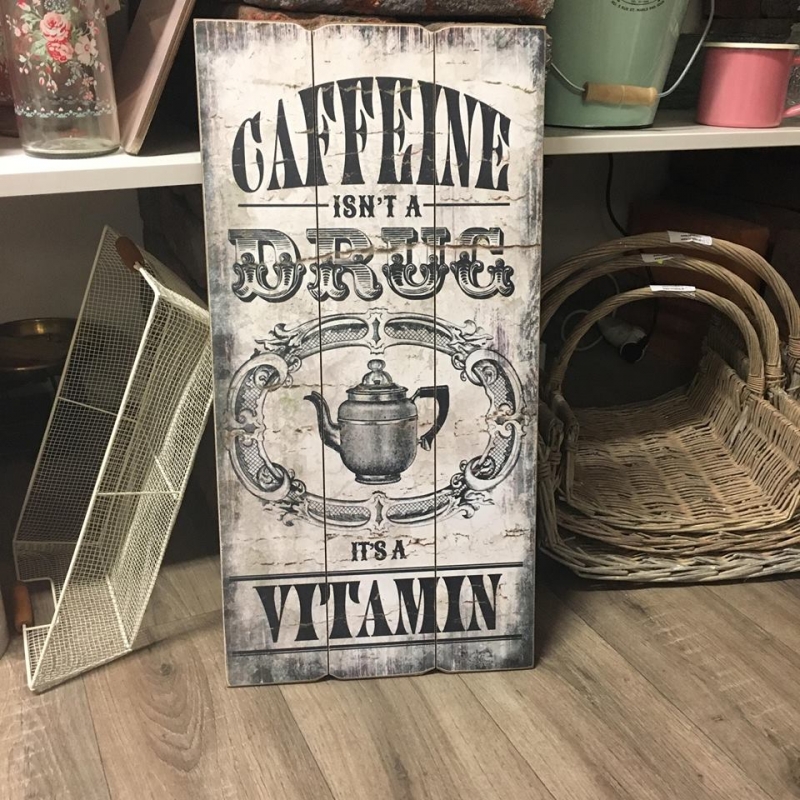 CAFFEINE
ISN'T A
DRUG
IT'S A
VITAMIN